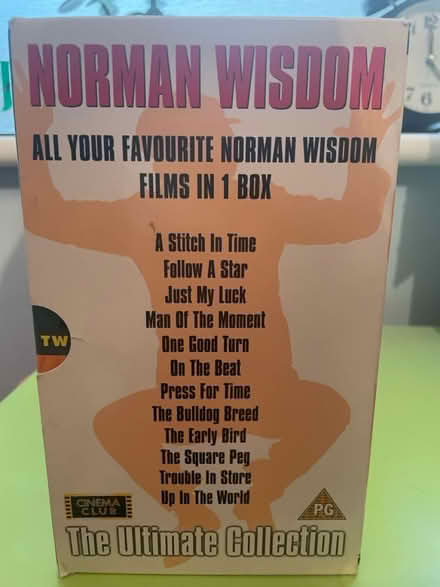 NORMAN WISDOM
ALL YOUR FAVOURITE NORMAN WISDOM
FILMS IN 1 BOX
A Stitch In Time
Follow A Star
Just My Luck
Man Of The Moment
One Good Turn
On The Beat
Press For Time
The Bulldog Breed
The Early Bird
The Square Peg
Trouble In Store
Up In The World
TW
CINEMA
CLUB
PG
The Ultimate Collection